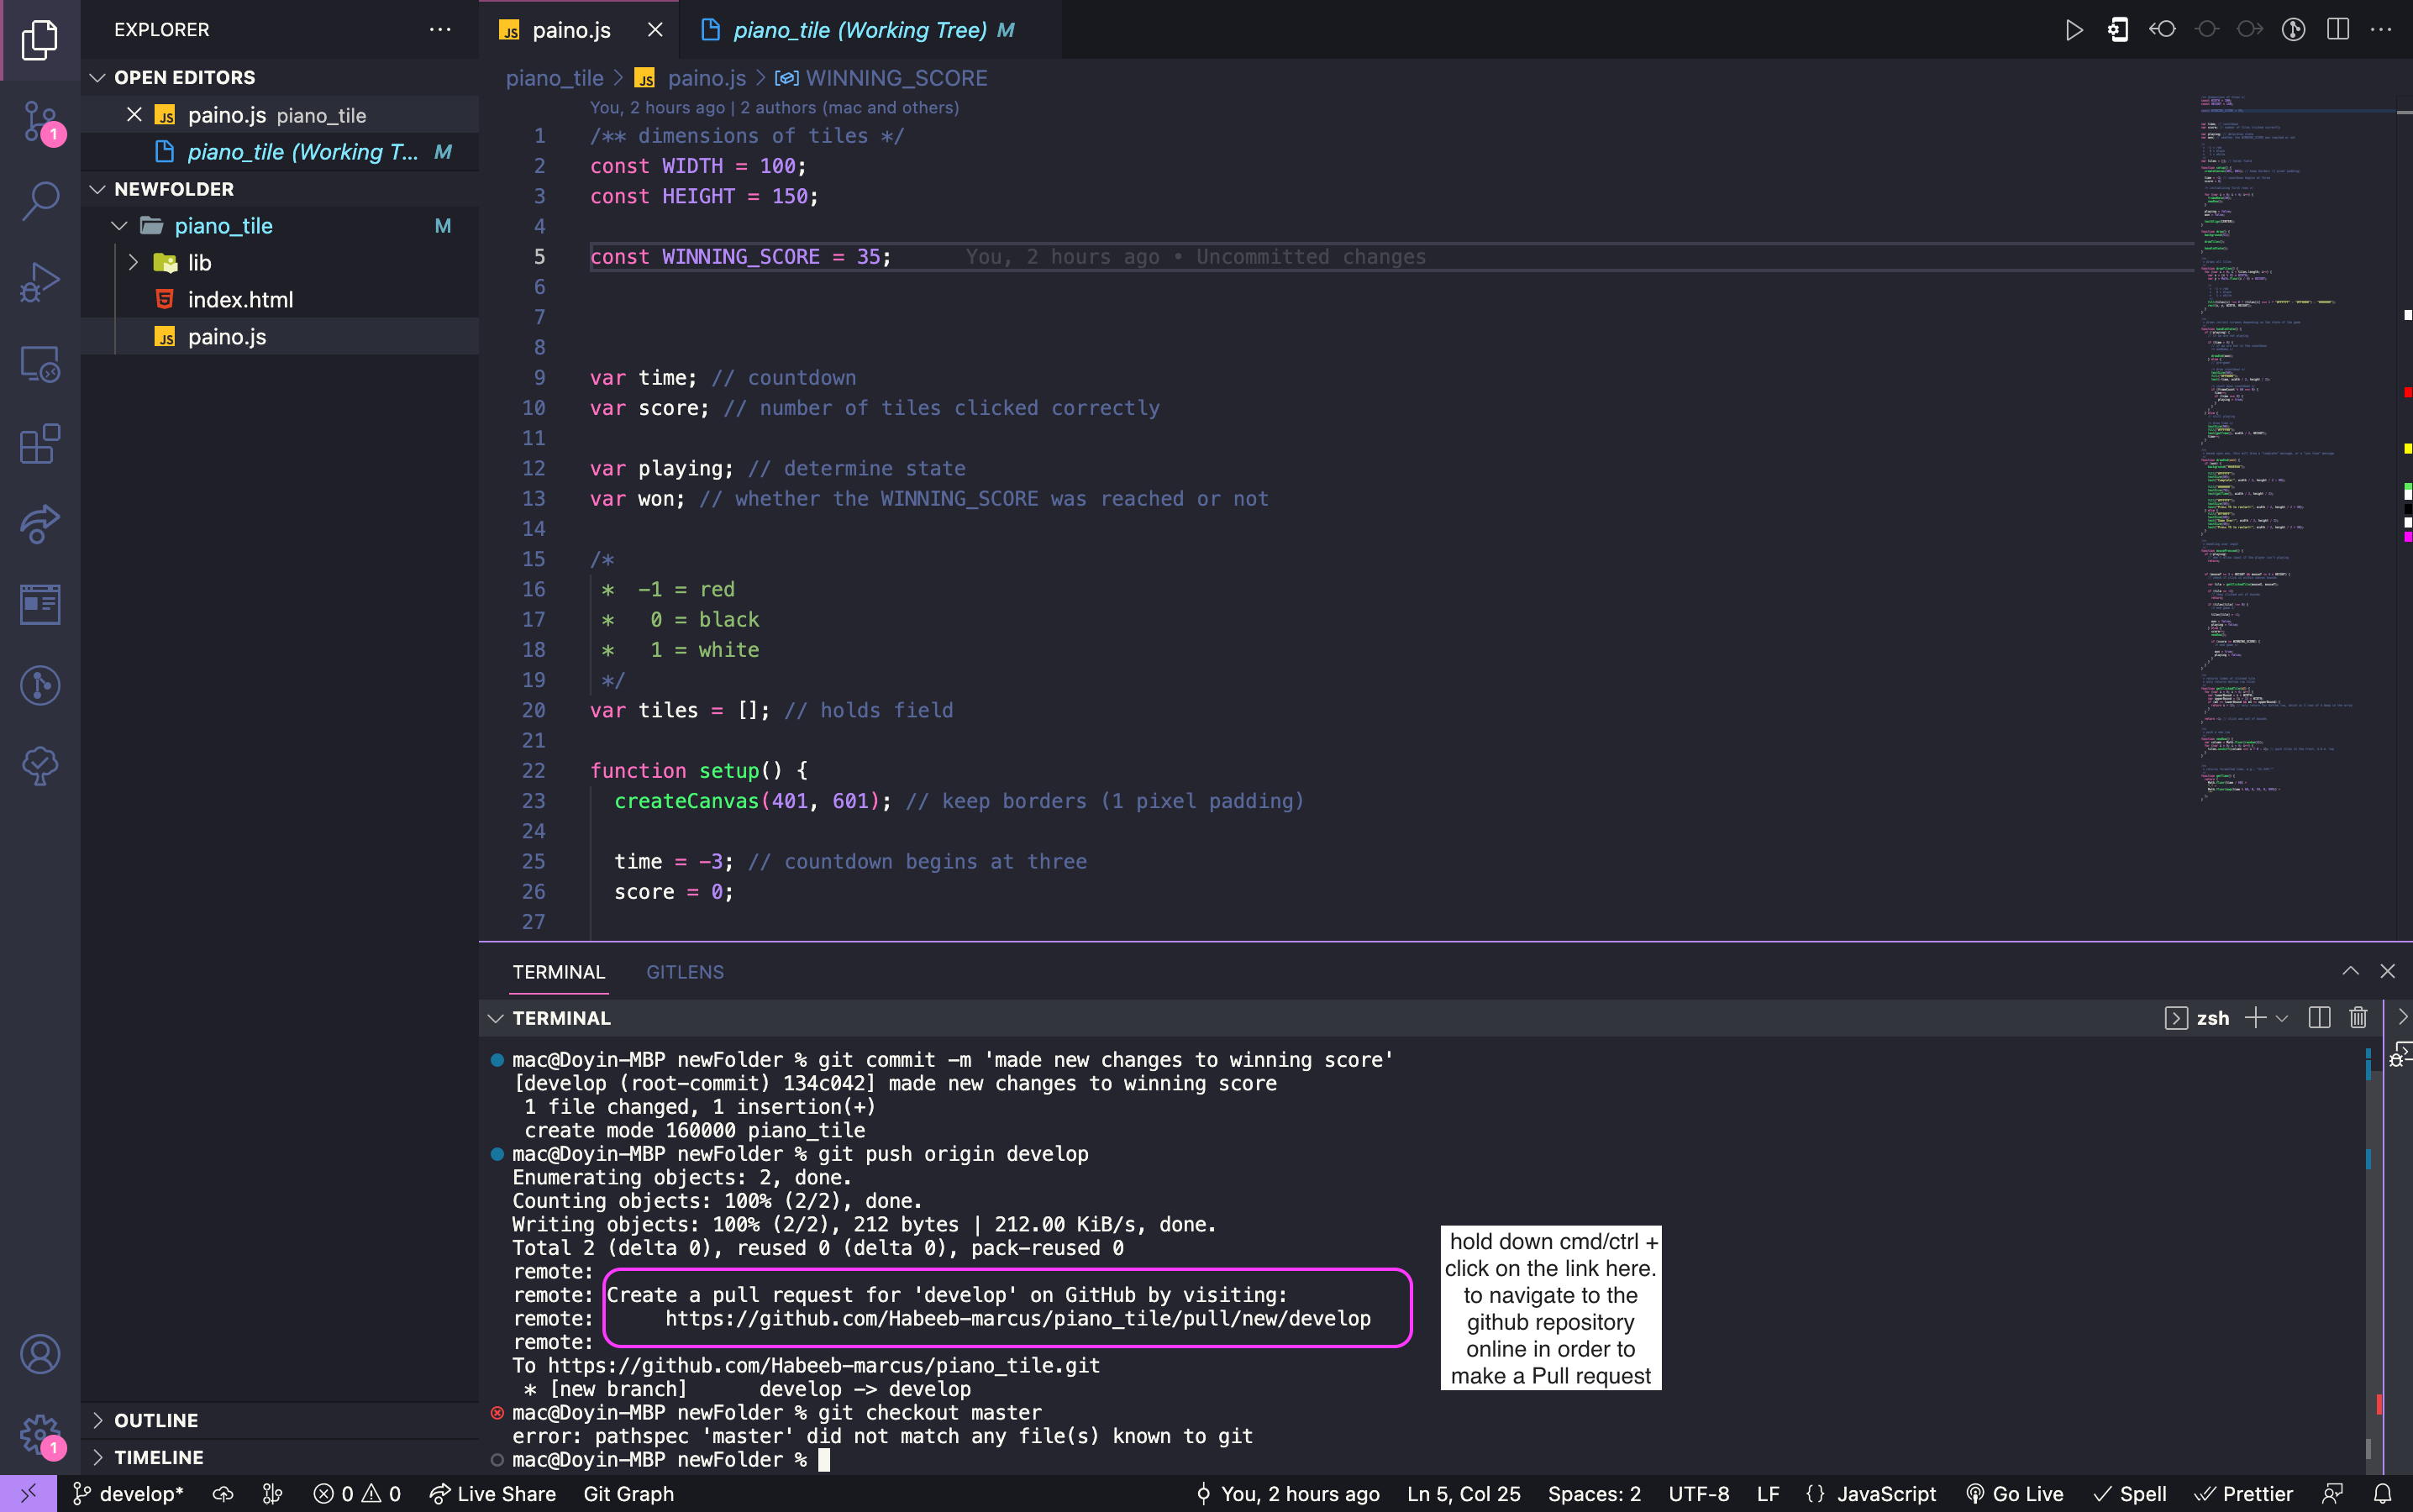 EXPLORER
OPEN EDITORS
paino.js piano_tile
piano_tile (Working T... M
NEWFOLDER
piano_tile M
lib
index.html
paino.js
OUTLINE
TIMELINE
1
1
paino.js
piano_tile (Working Tree) M
piano_tile > paino.js > WINNING_SCORE
You, 2 hours ago | 2 authors (mac and others)
1 /** dimensions of tiles */
2 const WIDTH = 100;
3 const HEIGHT = 150;
4
5 const WINNING_SCORE = 35; You, 2 hours ago • Uncommitted changes
6
7
8
9 var time; // countdown
10 var score; // number of tiles clicked correctly
11
12 var playing; // determine state
13 var won; // whether the WINNING_SCORE was reached or not
14
15 /*
16 * -1 = red
17 * 0 = black
18 * 1 = white
19 */
20 var tiles = []; // holds field
21
22 function setup() {
23 createCanvas(401, 601); // keep borders (1 pixel padding)
24
25 time = -3; // countdown begins at three
26 score = 0;
27
TERMINAL GITLENS
TERMINAL
zsh
mac@Doyin-MBP newFolder % git commit -m 'made new changes to winning score'
[develop (root-commit) 134c042] made new changes to winning score
1 file changed, 1 insertion(+)
create mode 160000 piano_tile
mac@Doyin-MBP newFolder % git push origin develop
Enumerating objects: 2, done.
Counting objects: 100% (2/2), done.
Writing objects: 100% (2/2), 212 bytes | 212.00 KiB/s, done.
Total 2 (delta 0), reused 0 (delta 0), pack-reused 0
remote:
remote: Create a pull request for 'develop' on GitHub by visiting:
remote: https://github.com/Habeeb-marcus/piano_tile/pull/new/develop
remote:
To https://github.com/Habeeb-marcus/piano_tile.git
* [new branch] develop -> develop
mac@Doyin-MBP newFolder % git checkout master
error: pathspec 'master' did not match any file(s) known to git
mac@Doyin-MBP newFolder %
hold down cmd/ctrl +
click on the link here.
to navigate to the
github repository
online in order to
make a Pull request
develop* 0 0 Live Share Git Graph You, 2 hours ago Ln 5, Col 25 Spaces: 2 UTF-8 LF {} JavaScript Go Live Spell Prettier